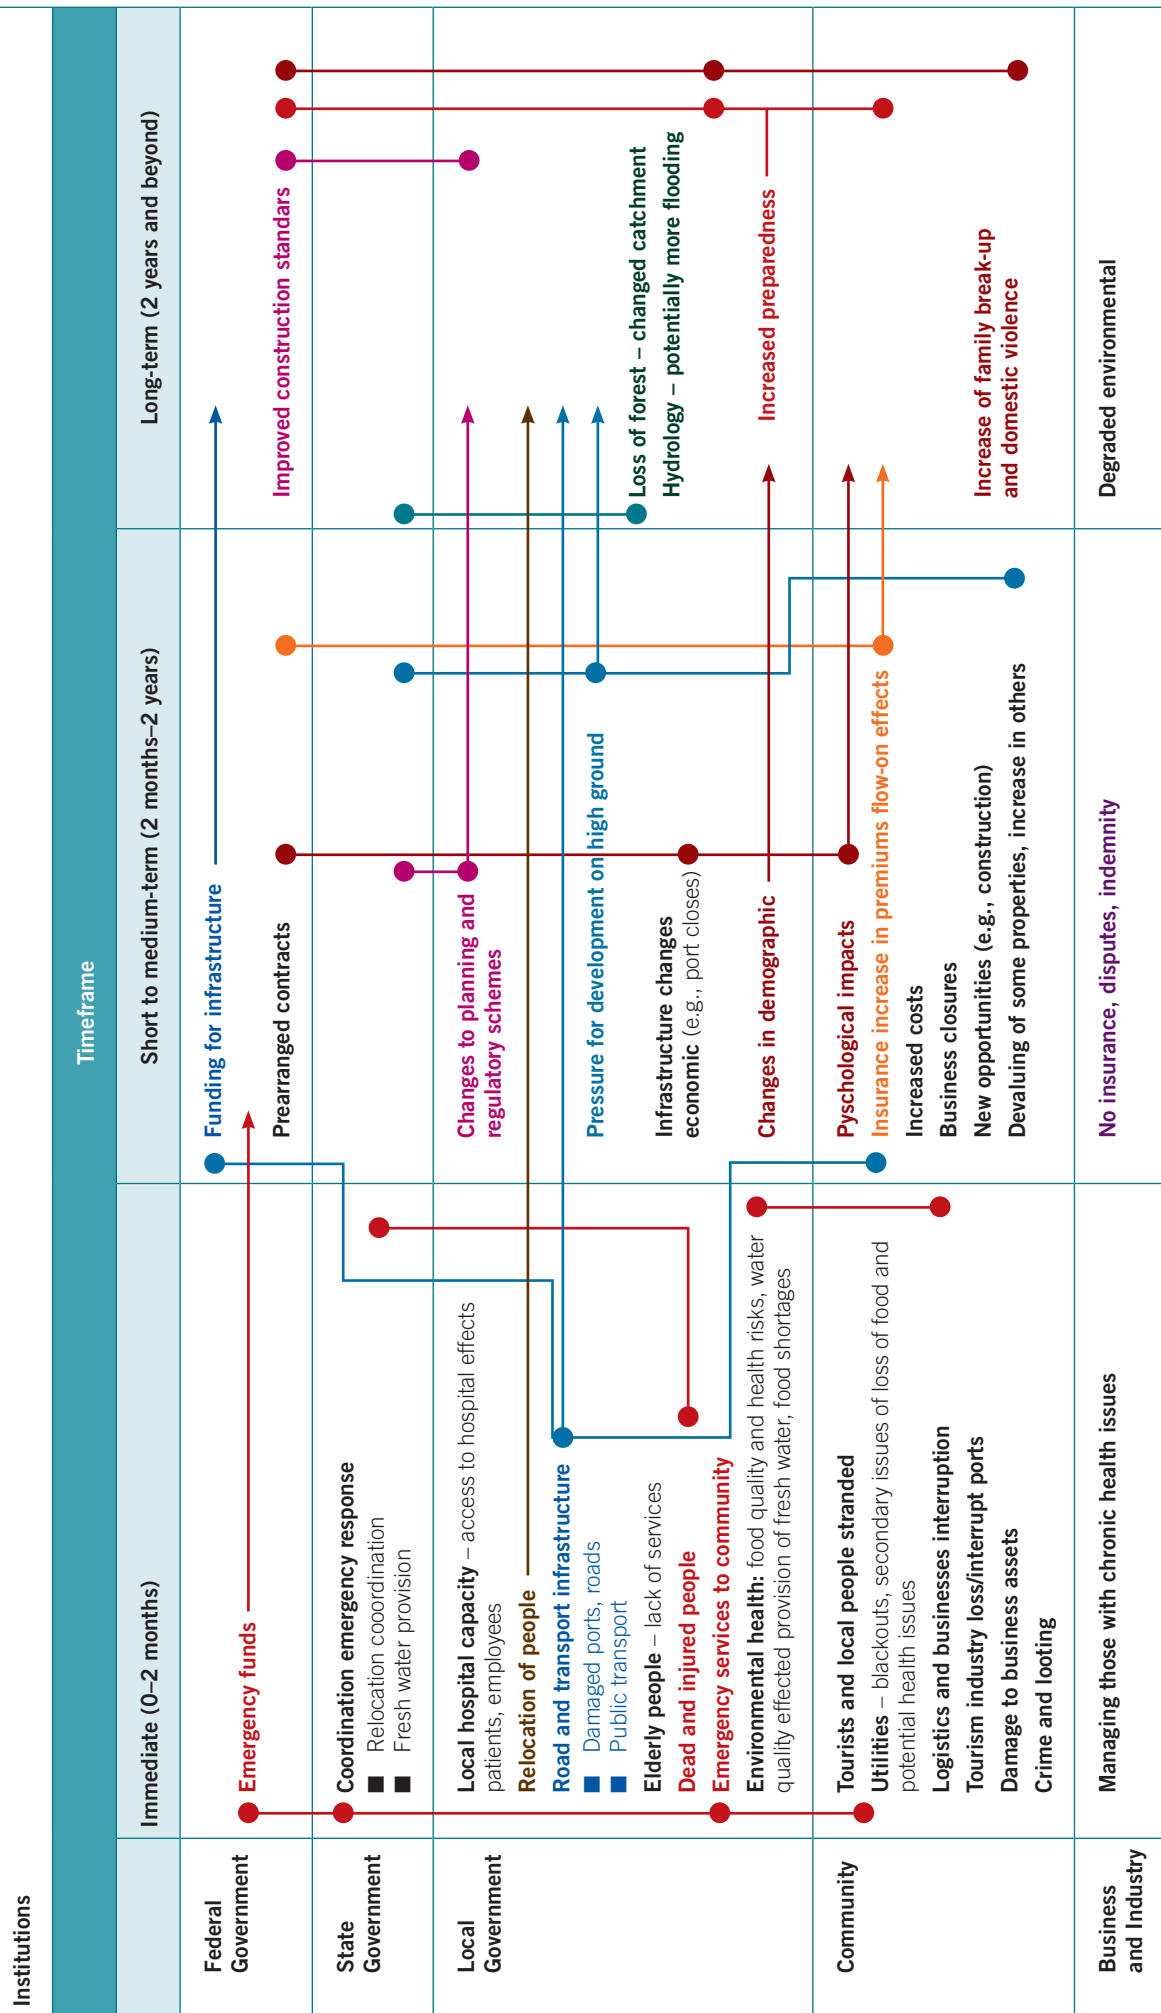 Institutions
Timeframe
Immediate (0–2 months)
Short to medium-term (2 months–2 years)
Long-term (2 years and beyond)
Federal
Government
Emergency funds
Funding for infrastructure
Prearranged contracts
Improved construction standars
State
Government
Coordination emergency response
■ Relocation cooordination
■ Fresh water provision
Local
Government
Local hospital capacity – access to hospital effects
patients, employees
Relocation of people
Road and transport infrastructure
■ Damaged ports, roads
■ Public transport
Elderly people – lack of services
Dead and injured people
Emergency services to community
Environmental health: food quality and health risks, water
quality effected provision of fresh water, food shortages
Changes to planning and
regulatory schemes
Pressure for development on high ground
Infrastructure changes
economic (e.g., port closes)
Changes in demographic
Loss of forest – changed catchment
Hydrology – potentially more flooding
Increased preparedness
Community
Tourists and local people stranded
Utilities – blackouts, secondary issues of loss of food and
potential health issues
Logistics and businesses interruption
Tourism industry loss/interrupt ports
Damage to business assets
Crime and looting
Pyschological impacts
Insurance increase in premiums flow-on effects
Increased costs
Business closures
New opportunities (e.g., construction)
Devaluing of some properties, increase in others
Increase of family break-up
and domestic violence
Business
and Industry
Managing those with chronic health issues
No insurance, disputes, indemnity
Degraded environmental